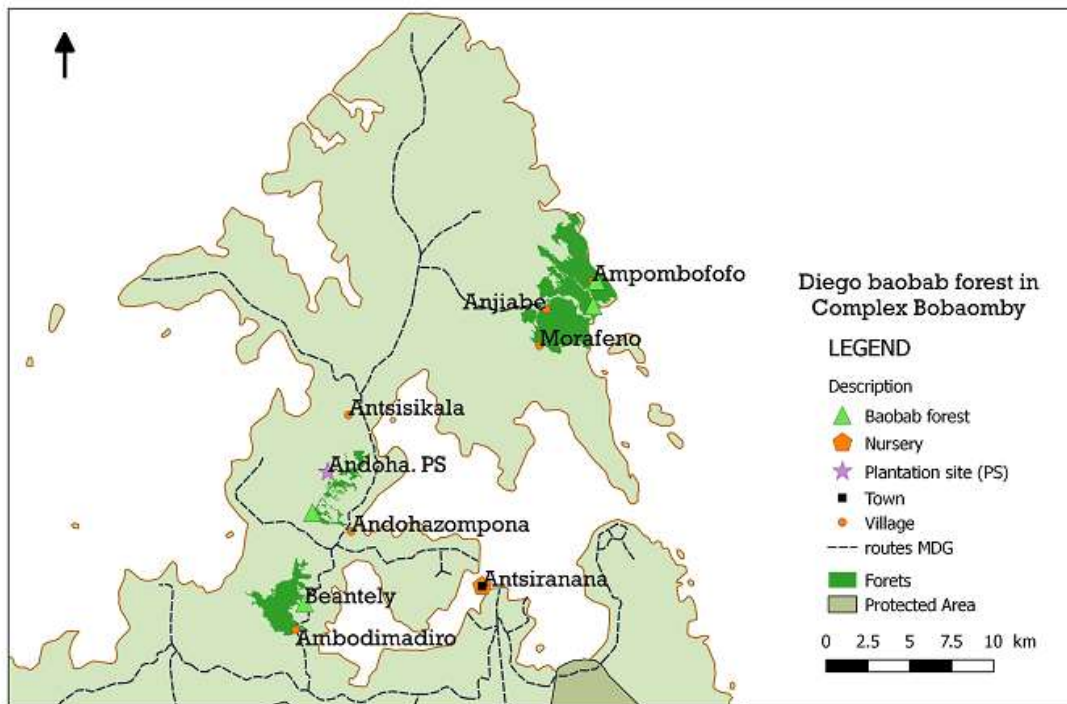 Ampombofofo
Anjiabe
Morafeno
Antsisikala
Andoha. PS
Andohazompona
Antsiranana
Beantely
Ambodimadiro
Diego baobab forest in
Complex Bobaomby
LEGEND
Description
Baobab forest
Nursery
Plantation site (PS)
Town
Village
routes MDG
Forets
Protected Area
0 2.5 5 7.5 10 km